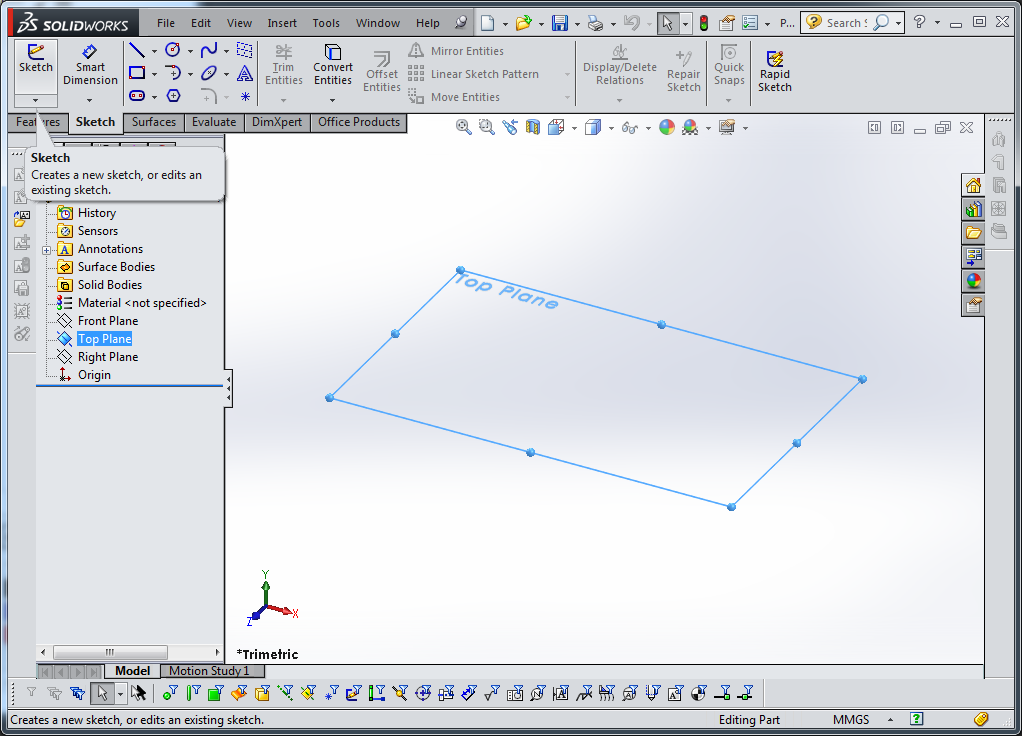 SOLIDWORKS File Edit View Insert Tools Window Help P... Search
Sketch Smart Dimension Trim Entities Convert Entities Offset Entities Mirror Entities Linear Sketch Pattern Move Entities Display/Delete Relations Repair Sketch Quick Snaps Rapid Sketch
Features Sketch Surfaces Evaluate DimXpert Office Products
Sketch
Creates a new sketch, or edits an
existing sketch.
History
Sensors
Annotations
Surface Bodies
Solid Bodies
Material <not specified>
Front Plane
Top Plane
Right Plane
Origin
Top Plane
Y
X
Z
*Trimetric
Model Motion Study 1
Creates a new sketch, or edits an existing sketch. Editing Part MMGS